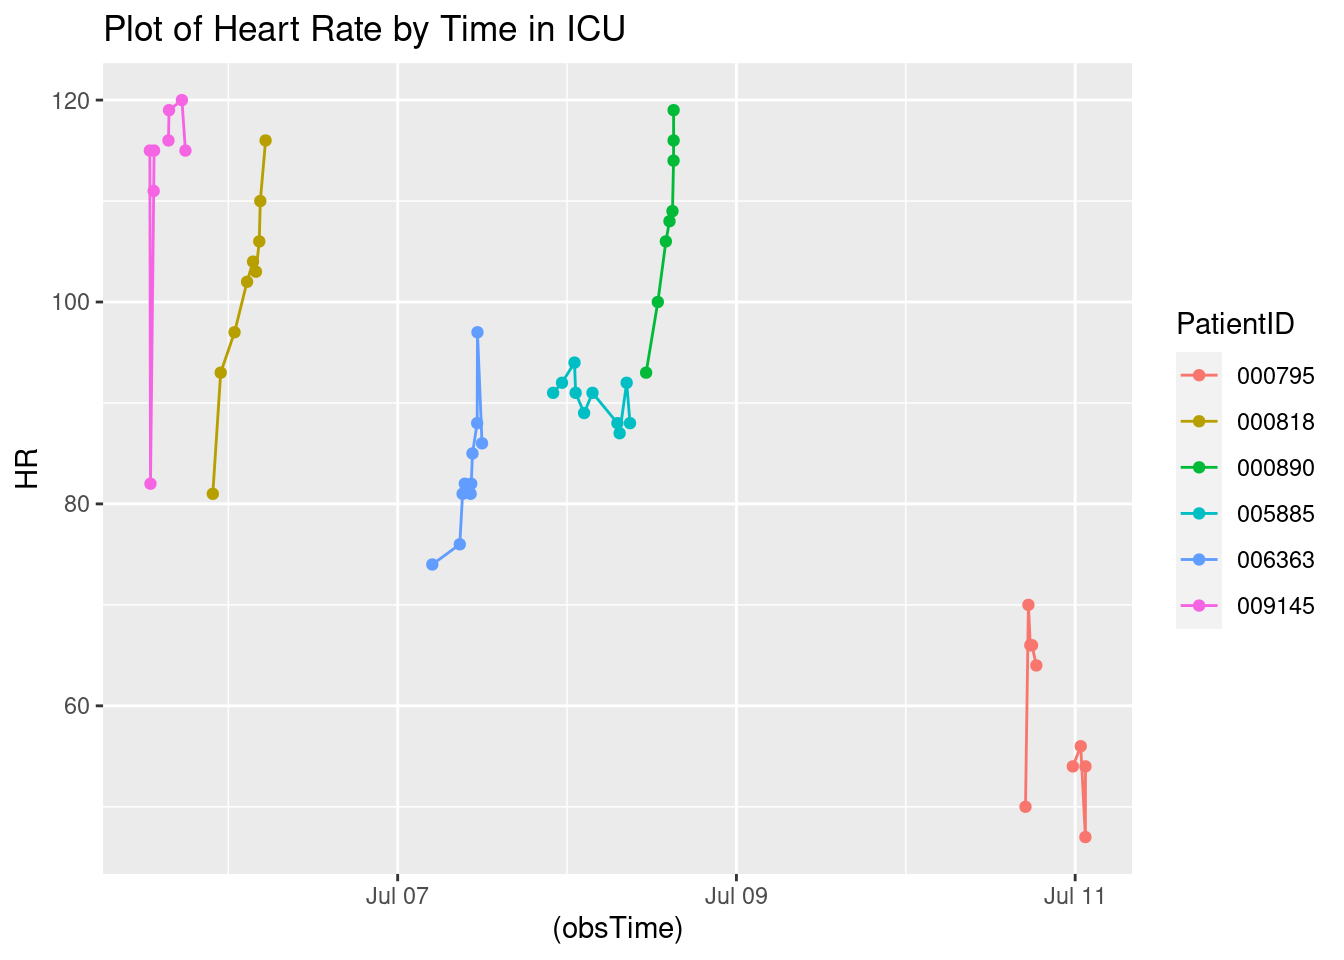 Plot of Heart Rate by Time in ICU
120
100
80
60
HR
Jul 07
Jul 09
Jul 11
(obsTime)
PatientID
000795
000818
000890
005885
006363
009145